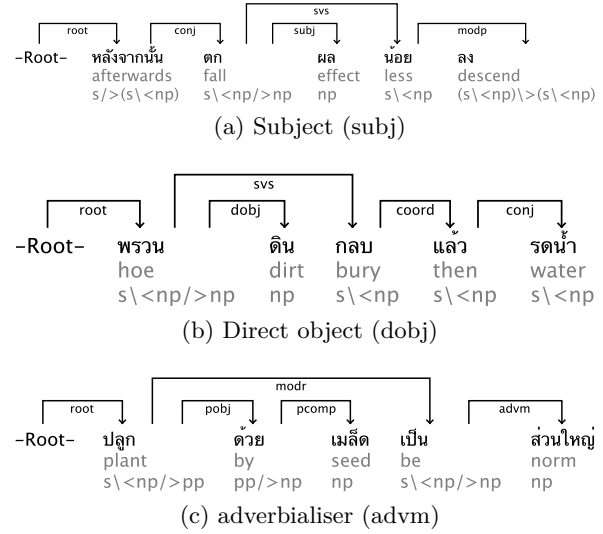 svs
root conj subj modp
–Root– หลังจากนั้น ตก ผล น้อย ลง
afterwards fall effect less descend
s/>(s\<np) s\<np/>np np s\<np (s\<np)\>(s\<np)
(a) Subject (subj)
svs
root dobj coord conj
–Root– พรวน ดิน กลบ แล้ว รดน้ำ
hoe dirt bury then water
s\<np/>np np s\<np s\<np s\<np
(b) Direct object (dobj)
modr
root pobj pcomp advm
–Root– ปลูก ด้วย เมล็ด เป็น ส่วนใหญ่
plant by seed be norm
s\<np/>pp pp/>np np s\<np/>np np
(c) adverbialiser (advm)